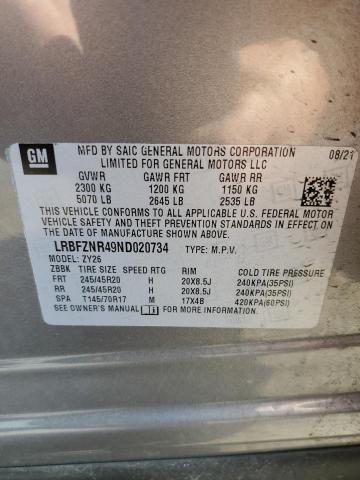 GM
MFD BY SAIC GENERAL MOTORS CORPORATION 08/21
LIMITED FOR GENERAL MOTORS LLC
GVWR GAWR FRT GAWR RR
2300 KG 1200 KG 1150 KG
5070 LB 2645 LB 2535 LB
THIS VEHICLE CONFORMS TO ALL APPLICABLE U.S. FEDERAL MOTOR
VEHICLE SAFETY AND THEFT PREVENTION STANDARDS IN EFFECT ON
THE DATE OF MANUFACTURE SHOWN ABOVE.
LRBFZNR49ND020734 TYPE: M.P.V.
MODEL: ZY26
ZBBK TIRE SIZE SPEED RTG RIM COLD TIRE PRESSURE
FRT 245/45R20 H 20X8.5J 240KPA(35PSI)
RR 245/45R20 H 20X8.5J 240KPA(35PSI)
SPA T145/70R17 M 17X4B 420KPA(60PSI)
SEE OWNER'S MANUAL FOR MORE INFORMATION.